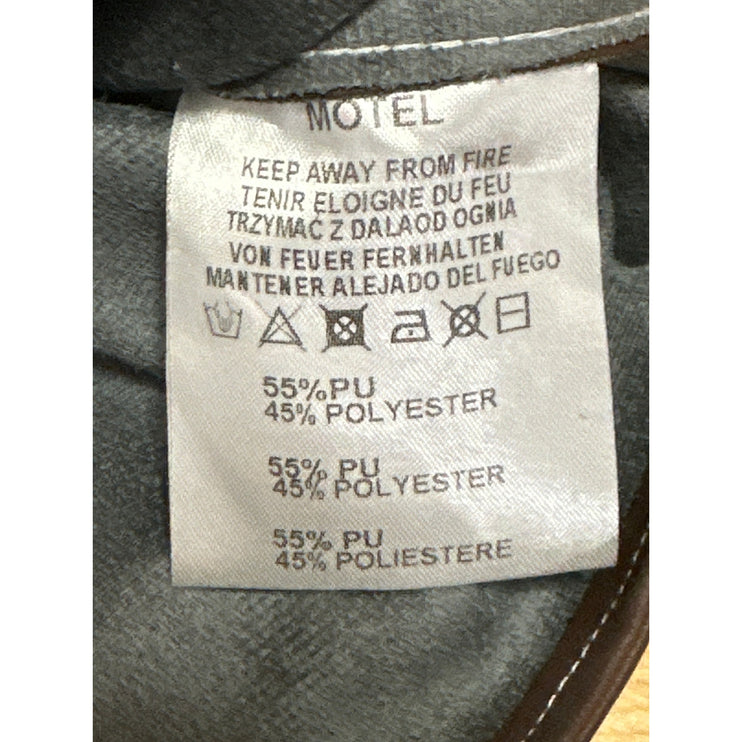 MOTEL
KEEP AWAY FROM FIRE
TENIR ELOIGNE DU FEU
TRZYMAĆ Z DALAOD OGNIA
VON FEUER FERNHALTEN
MANTENER ALEJADO DEL FUEGO
55%PU
45% POLYESTER
55% PU
45% POLYESTER
55% PU
45% POLIESTERE